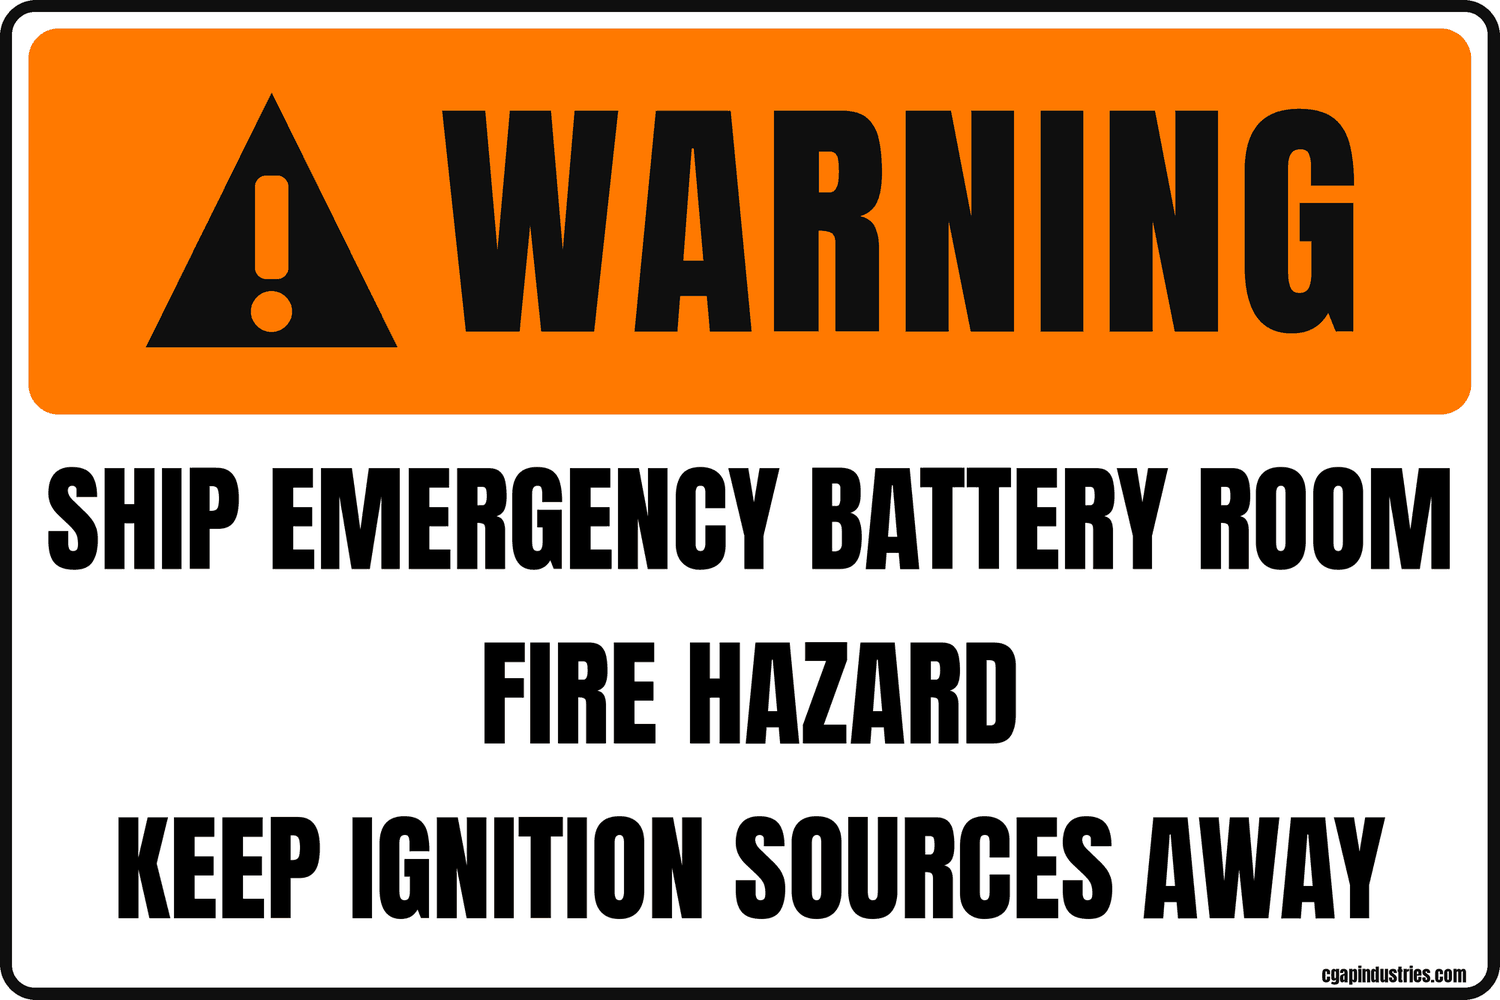 WARNING
SHIP EMERGENCY BATTERY ROOM
FIRE HAZARD
KEEP IGNITION SOURCES AWAY
cgapindustries.com